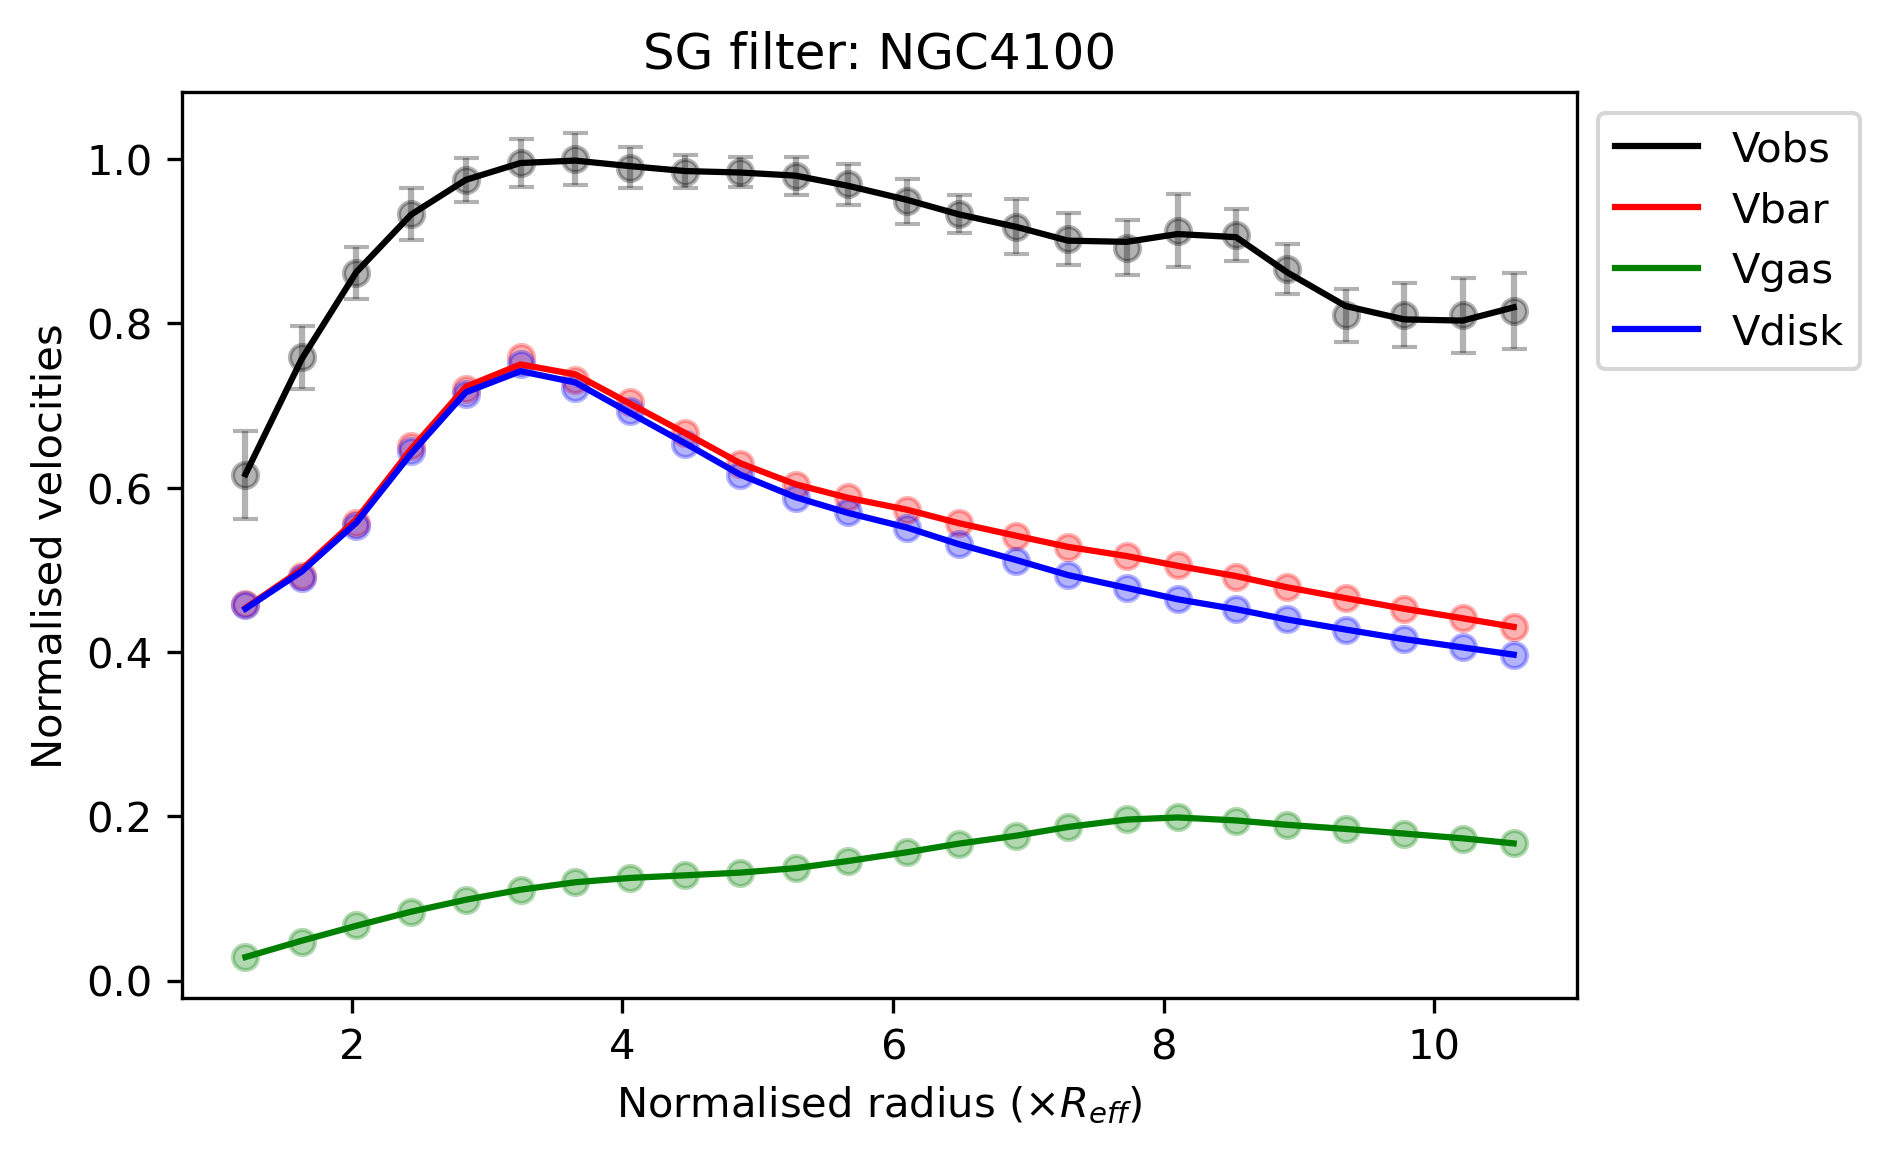 SG filter: NGC4100
Normalised velocities
1.0
0.8
0.6
0.4
0.2
0.0
2 4 6 8 10
Normalised radius (×R_eff)
Vobs
Vbar
Vgas
Vdisk